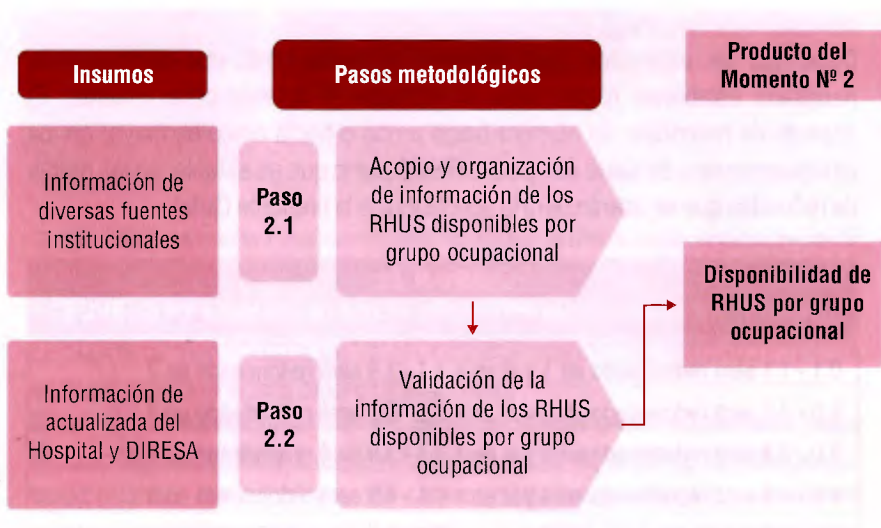 Insumos
Pasos metodológicos
Producto del
Momento Nº 2
Información de
diversas fuentes
institucionales
Paso
2.1
Acopio y organización
de información de los
RHUS disponibles por
grupo ocupacional
Disponibilidad de
RHUS por grupo
ocupacional
Información de
actualizada del
Hospital y DIRESA
Paso
2.2
Validación de la
información de los RHUS
disponibles por grupo
ocupacional